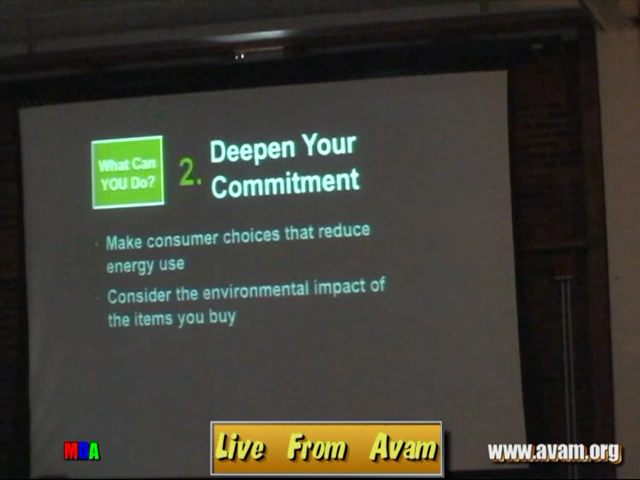 What Can
YOU Do?
2.
Deepen Your
Commitment
Make consumer choices that reduce
energy use
Consider the environmental impact of
the items you buy
MDA
Live From Avam
www.avam.org